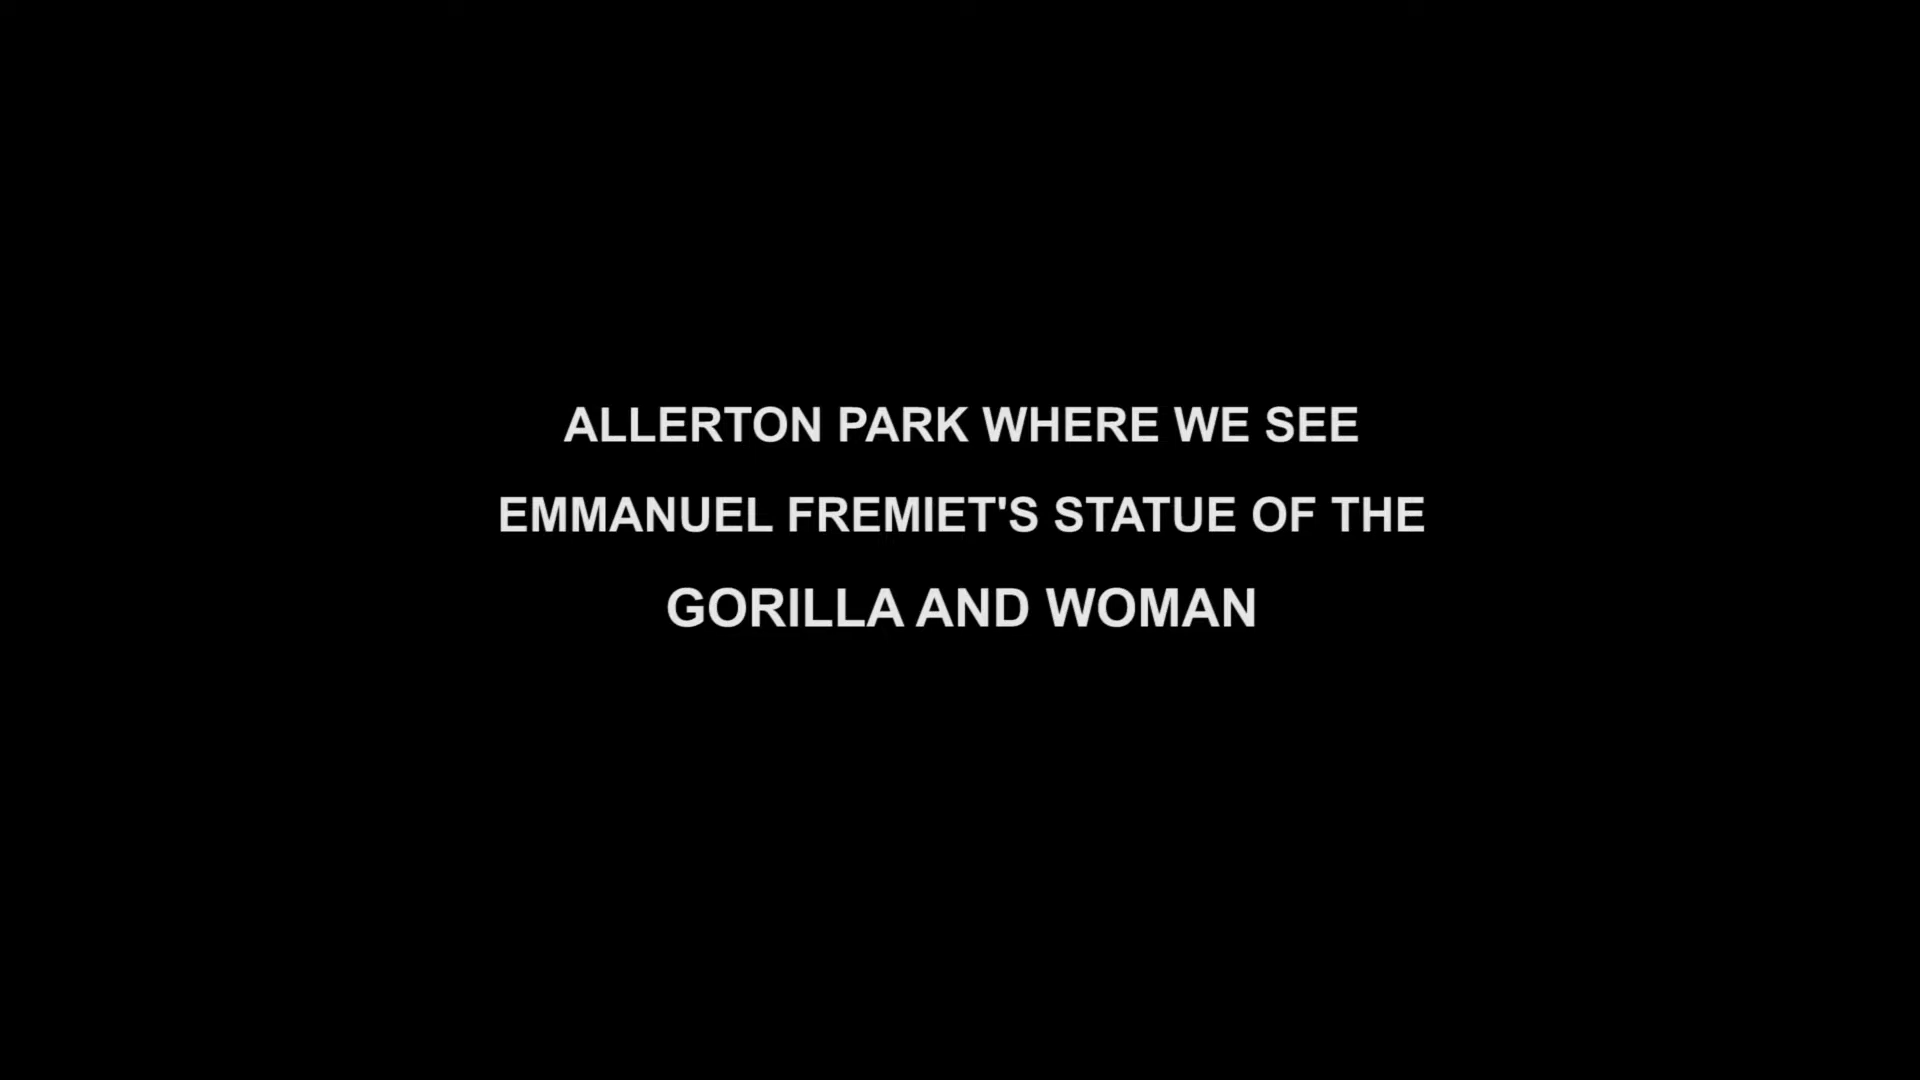 ALLERTON PARK WHERE WE SEE
EMMANUEL FREMIET'S STATUE OF THE
GORILLA AND WOMAN